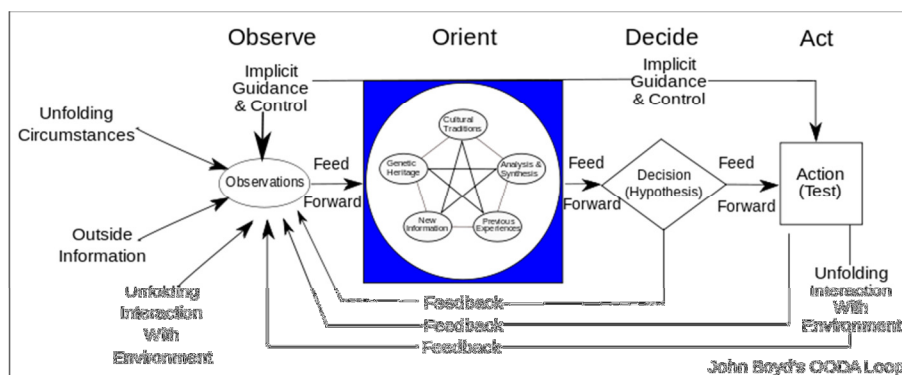 Observe
Orient
Decide
Act
Implicit
Guidance
& Control
Implicit
Guidance
& Control
Unfolding
Circumstances
Observations
Outside
Information
Unfolding
Interaction
With
Environment
Feed
Forward
Cultural
Traditions
Genetic
Heritage
Analysis &
Synthesis
New
Information
Previous
Experiences
Feed
Forward
Decision
(Hypothesis)
Feed
Forward
Action
(Test)
Unfolding
Interaction
With
Environment
Feedback
Feedback
Feedback
John Boyd's OODA Loop